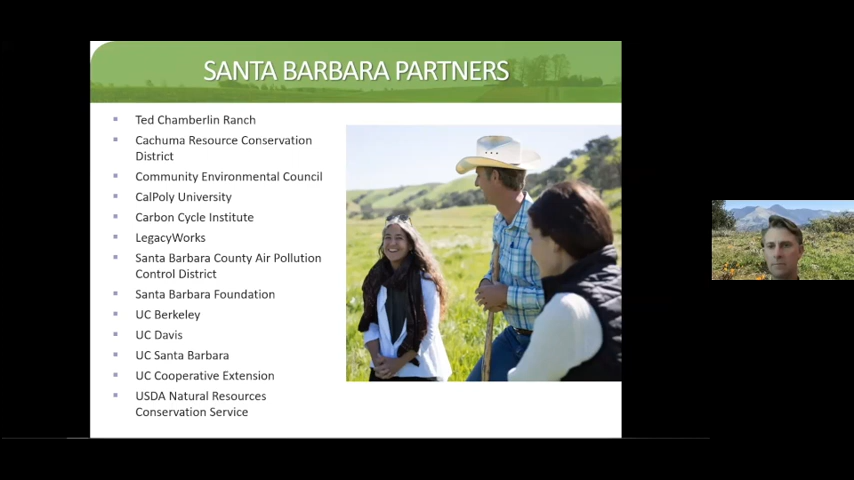 SANTA BARBARA PARTNERS
Ted Chamberlin Ranch
Cachuma Resource Conservation
District
Community Environmental Council
CalPoly University
Carbon Cycle Institute
LegacyWorks
Santa Barbara County Air Pollution
Control District
Santa Barbara Foundation
UC Berkeley
UC Davis
UC Santa Barbara
UC Cooperative Extension
USDA Natural Resources
Conservation Service